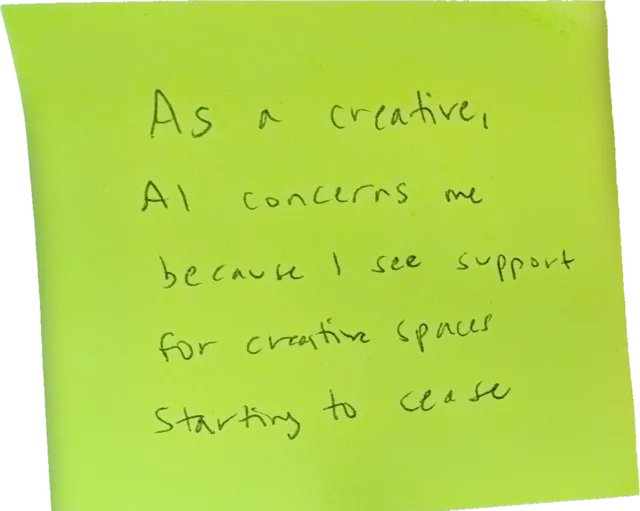 As a creative,
AI concerns me
because I see support
for creative spaces
starting to cease